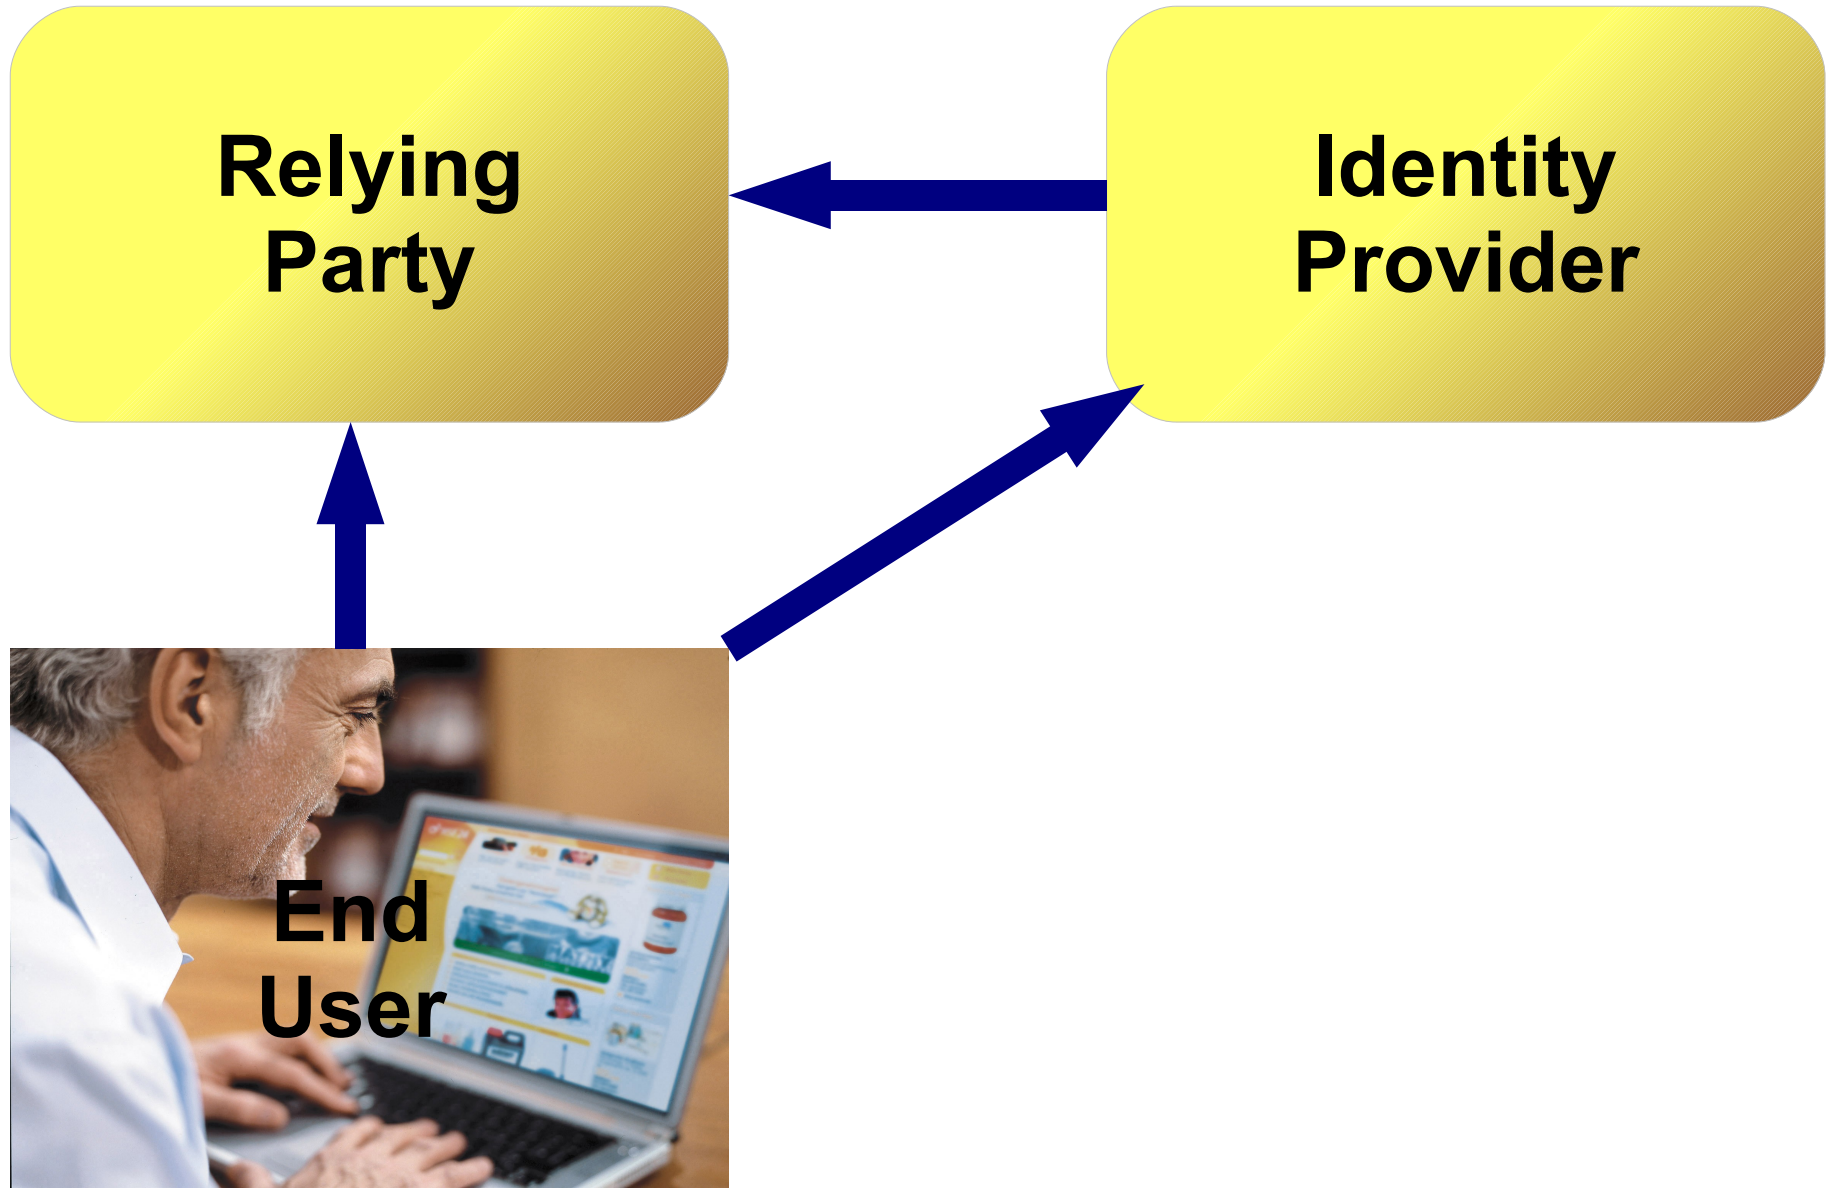 Relying
Party
Identity
Provider
End
User